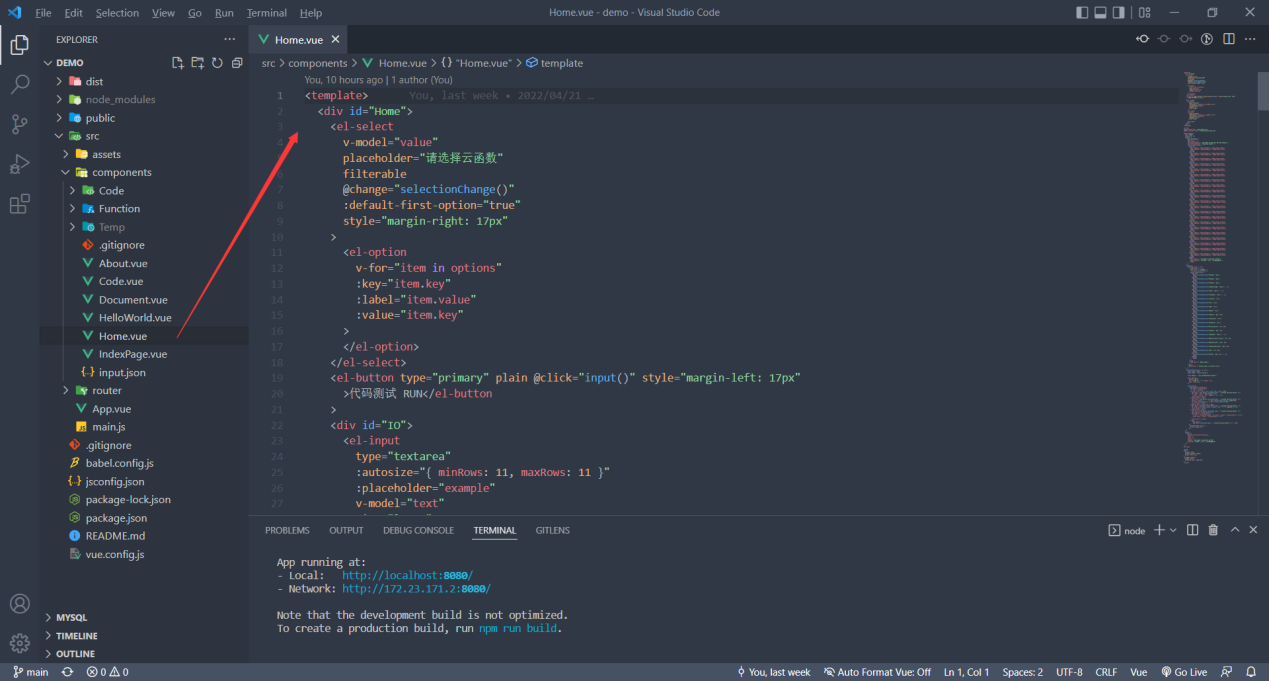 File Edit Selection View Go Run Terminal Help
Home.vue - demo - Visual Studio Code
EXPLORER
DEMO
dist
node_modules
public
src
assets
components
Code
Function
Temp
.gitignore
About.vue
Code.vue
Document.vue
HelloWorld.vue
Home.vue
IndexPage.vue
input.json
router
App.vue
main.js
.gitignore
babel.config.js
jsconfig.json
package-lock.json
package.json
README.md
vue.config.js
MYSQL
TIMELINE
OUTLINE
Home.vue
src > components > Home.vue > {} "Home.vue" > template
You, 10 hours ago | 1 author (You)
1 <template> You, last week • 2022/04/21 …
2 <div id="Home">
3 <el-select
4 v-model="value"
5 placeholder="请选择云函数"
6 filterable
7 @change="selectionChange()"
8 :default-first-option="true"
9 style="margin-right: 17px"
10 >
11 <el-option
12 v-for="item in options"
13 :key="item.key"
14 :label="item.value"
15 :value="item.key"
16 >
17 </el-option>
18 </el-select>
19 <el-button type="primary" plain @click="input()" style="margin-left: 17px"
20 >代码测试 RUN</el-button
21 >
22 <div id="IO">
23 <el-input
24 type="textarea"
25 :autosize="{ minRows: 11, maxRows: 11 }"
26 :placeholder="example"
27 v-model="text"
PROBLEMS OUTPUT DEBUG CONSOLE TERMINAL GITLENS
node
App running at:
- Local: http://localhost:8080/
- Network: http://172.23.171.2:8080/
Note that the development build is not optimized.
To create a production build, run npm run build.
main 0 0 You, last week Auto Format Vue: Off Ln 1, Col 1 Spaces: 2 UTF-8 CRLF Vue Go Live